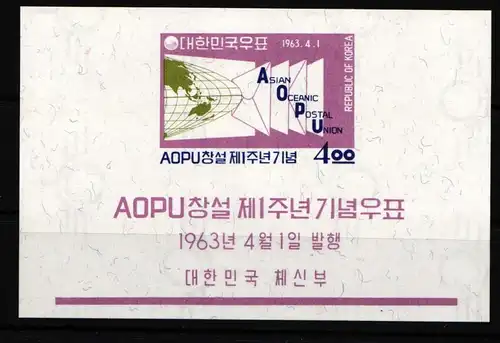 대한민국우표 1963.4.1
REPUBLIC OF KOREA
ASIAN
OCEANIC
POSTAL
UNION
AOPU창설 제1주년기념 400
AOPU창설 제1주년기념우표
1963년 4월 1일 발행
대한민국 체신부